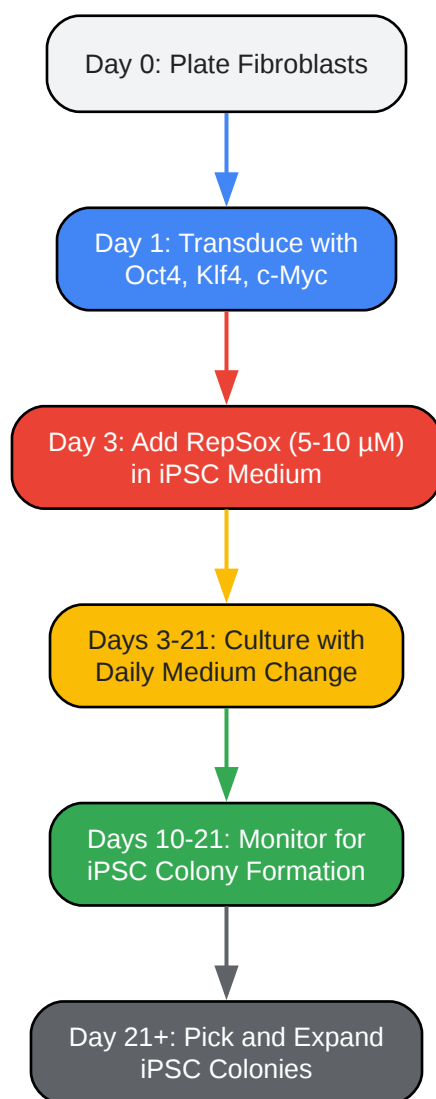 Day 0: Plate Fibroblasts
Day 1: Transduce with
Oct4, Klf4, c-Myc
Day 3: Add RepSox (5-10 µM)
in iPSC Medium
Days 3-21: Culture with
Daily Medium Change
Days 10-21: Monitor for
iPSC Colony Formation
Day 21+: Pick and Expand
iPSC Colonies